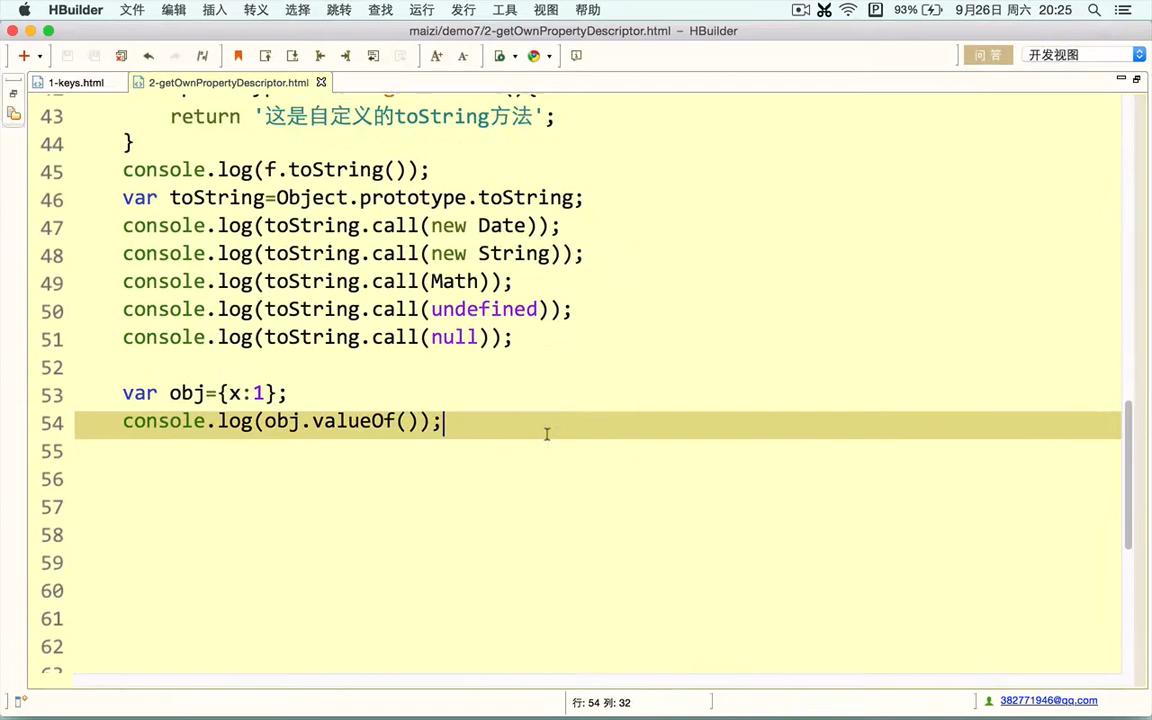 HBuilder 文件 编辑 插入 转义 选择 跳转 查找 运行 发行 工具 视图 帮助 93% 9月26日 周六 20:25
maizi/demo7/2-getOwnPropertyDescriptor.html — HBuilder
问 答 开发视图
1-keys.html 2-getOwnPropertyDescriptor.html
43 return '这是自定义的toString方法';
44 }
45 console.log(f.toString());
46 var toString=Object.prototype.toString;
47 console.log(toString.call(new Date));
48 console.log(toString.call(new String));
49 console.log(toString.call(Math));
50 console.log(toString.call(undefined));
51 console.log(toString.call(null));
52
53 var obj={x:1};
54 console.log(obj.valueOf());
55
56
57
58
59
60
61
62
行: 54 列: 32 382771946@qq.com